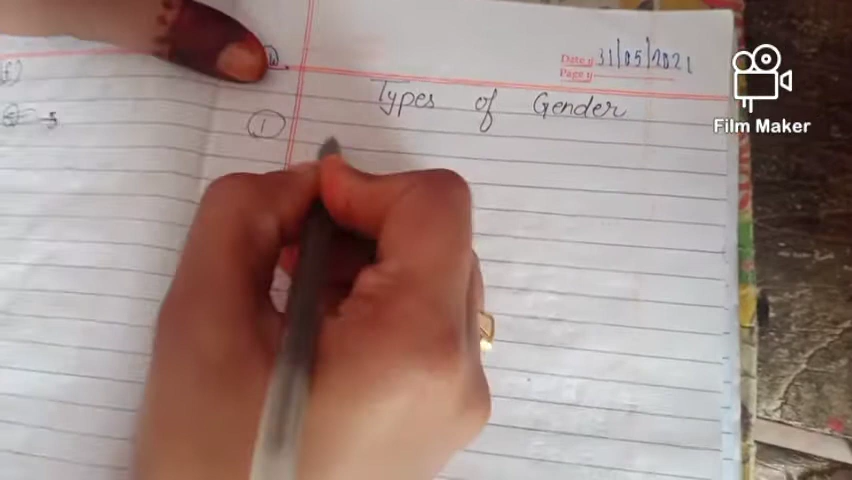 Date 31/05/2021
Page
Types of Gender
1
Film Maker